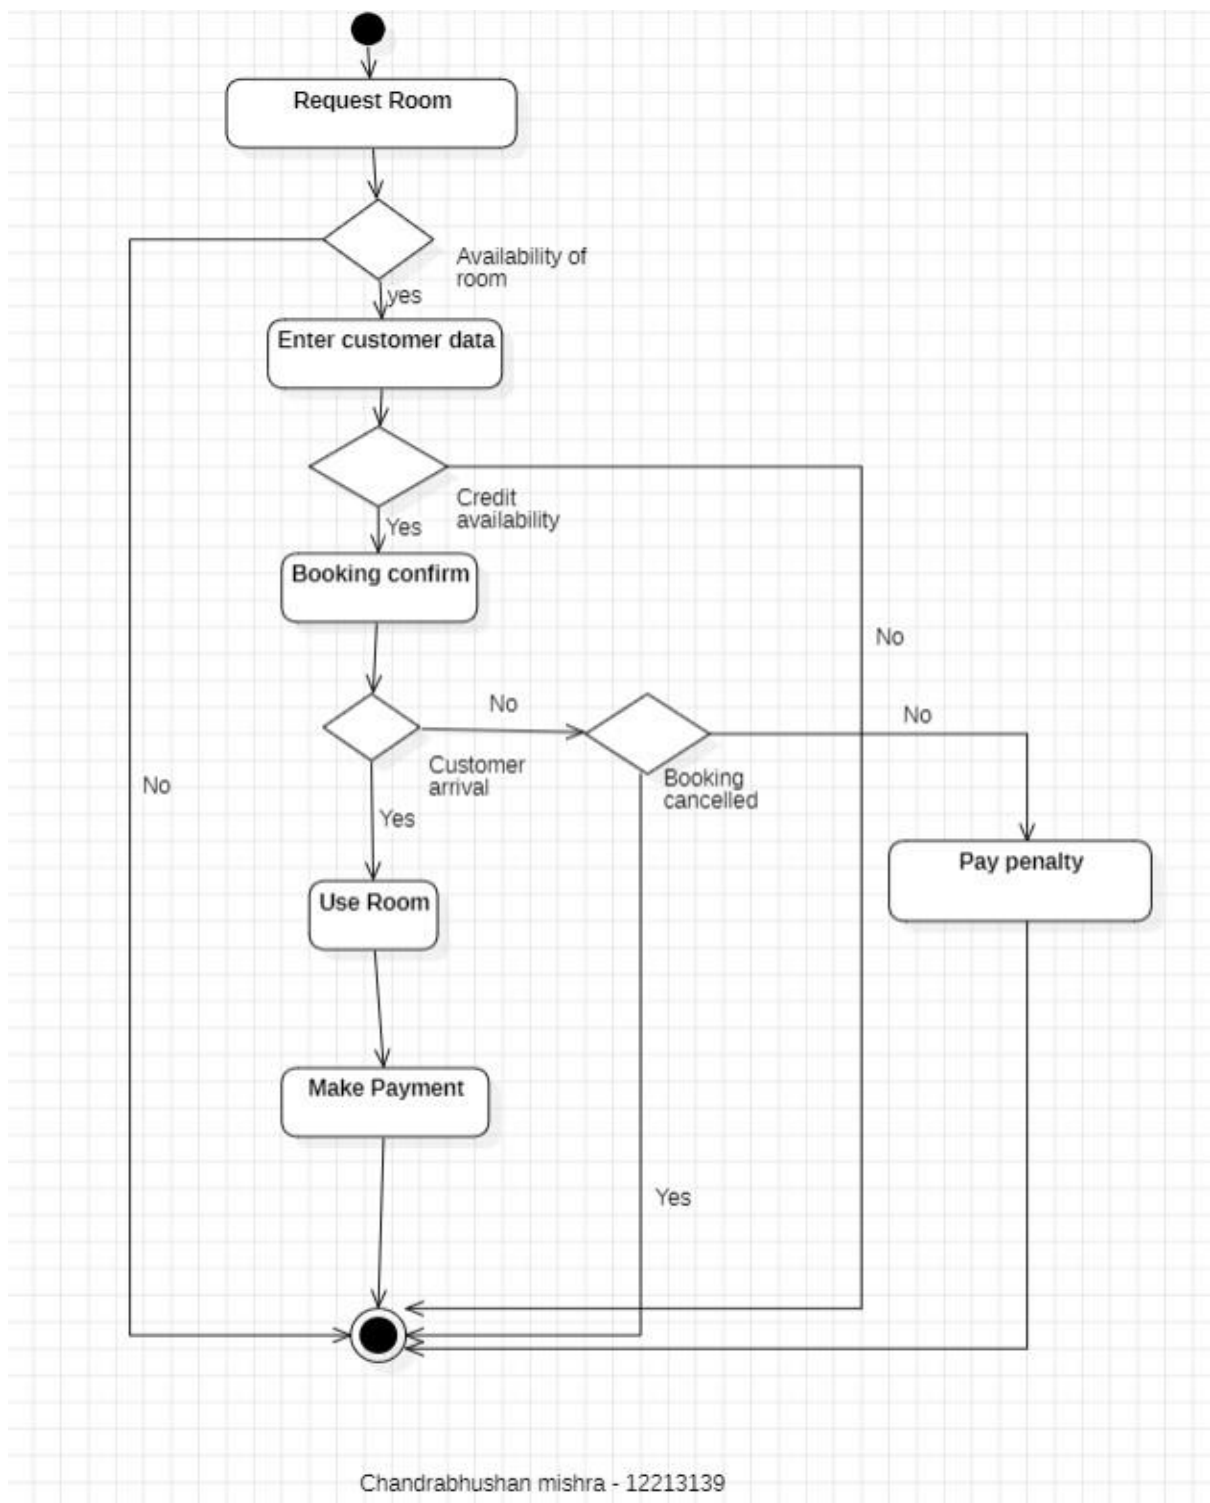 Request Room
Availability of
room
yes
Enter customer data
Credit
availability
Yes
Booking confirm
No
No
No
Customer
arrival
Booking
cancelled
No
Yes
Pay penalty
Use Room
Make Payment
Yes
Chandrabhushan mishra - 12213139